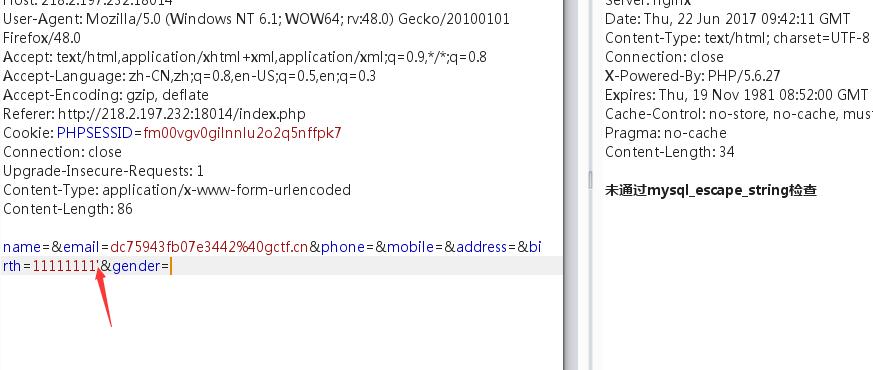 Host: 218.2.197.232:18014
User-Agent: Mozilla/5.0 (Windows NT 6.1; WOW64; rv:48.0) Gecko/20100101
Firefox/48.0
Accept: text/html,application/xhtml+xml,application/xml;q=0.9,*/*;q=0.8
Accept-Language: zh-CN,zh;q=0.8,en-US;q=0.5,en;q=0.3
Accept-Encoding: gzip, deflate
Referer: http://218.2.197.232:18014/index.php
Cookie: PHPSESSID=fm00vgv0gilnnlu2o2q5nffpk7
Connection: close
Upgrade-Insecure-Requests: 1
Content-Type: application/x-www-form-urlencoded
Content-Length: 86
name=&email=dc75943fb07e3442%40gctf.cn&phone=&mobile=&address=&bi
rth=11111111'&gender=
Server: nginx
Date: Thu, 22 Jun 2017 09:42:11 GMT
Content-Type: text/html; charset=UTF-8
Connection: close
X-Powered-By: PHP/5.6.27
Expires: Thu, 19 Nov 1981 08:52:00 GMT
Cache-Control: no-store, no-cache, mus
Pragma: no-cache
Content-Length: 34
未通过mysql_escape_string检查